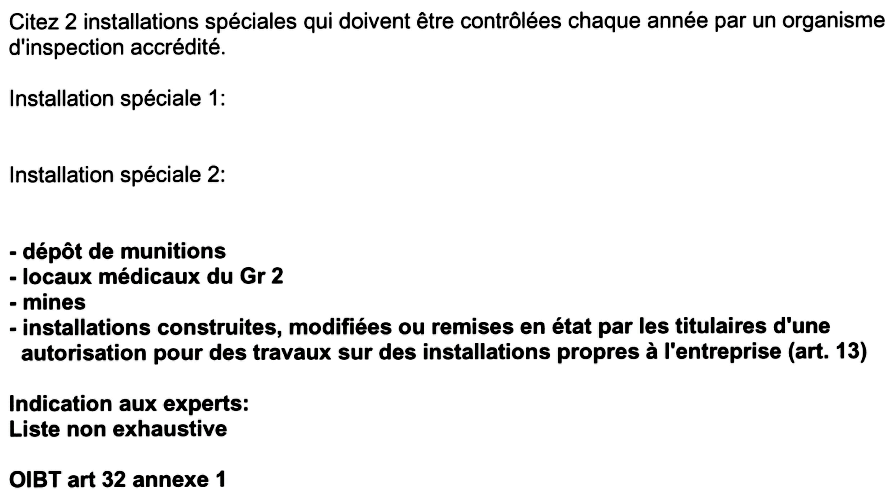 Citez 2 installations spéciales qui doivent être contrôlées chaque année par un organisme
d'inspection accrédité.
Installation spéciale 1:
Installation spéciale 2:
- dépôt de munitions
- locaux médicaux du Gr 2
- mines
- installations construites, modifiées ou remises en état par les titulaires d'une
autorisation pour des travaux sur des installations propres à l'entreprise (art. 13)
Indication aux experts:
Liste non exhaustive
OIBT art 32 annexe 1